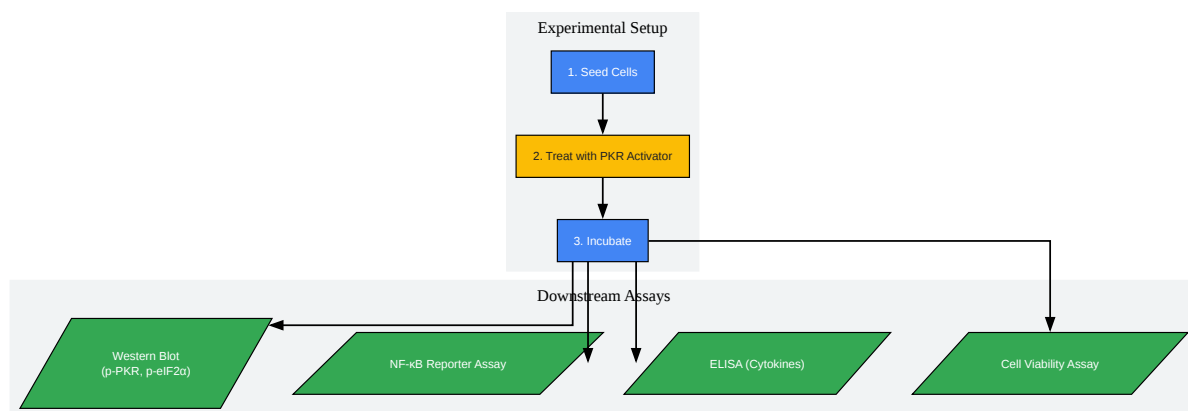 Experimental Setup
1. Seed Cells
2. Treat with PKR Activator
3. Incubate
Downstream Assays
Western Blot
(p-PKR, p-eIF2α)
NF-κB Reporter Assay
ELISA (Cytokines)
Cell Viability Assay